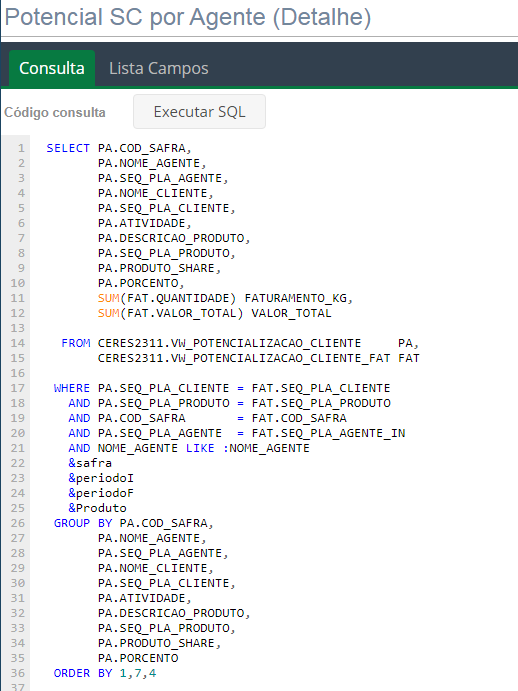 Potencial SC por Agente (Detalhe)
Consulta Lista Campos
Código consulta Executar SQL
1 SELECT PA.COD_SAFRA,
2 PA.NOME_AGENTE,
3 PA.SEQ_PLA_AGENTE,
4 PA.NOME_CLIENTE,
5 PA.SEQ_PLA_CLIENTE,
6 PA.ATIVIDADE,
7 PA.DESCRICAO_PRODUTO,
8 PA.SEQ_PLA_PRODUTO,
9 PA.PRODUTO_SHARE,
10 PA.PORCENTO,
11 SUM(FAT.QUANTIDADE) FATURAMENTO_KG,
12 SUM(FAT.VALOR_TOTAL) VALOR_TOTAL
13
14 FROM CERES2311.VW_POTENCIALIZACAO_CLIENTE PA,
15 CERES2311.VW_POTENCIALIZACAO_CLIENTE_FAT FAT
16
17 WHERE PA.SEQ_PLA_CLIENTE = FAT.SEQ_PLA_CLIENTE
18 AND PA.SEQ_PLA_PRODUTO = FAT.SEQ_PLA_PRODUTO
19 AND PA.COD_SAFRA = FAT.COD_SAFRA
20 AND PA.SEQ_PLA_AGENTE = FAT.SEQ_PLA_AGENTE_IN
21 AND NOME_AGENTE LIKE :NOME_AGENTE
22 &safra
23 &periodoI
24 &periodoF
25 &Produto
26 GROUP BY PA.COD_SAFRA,
27 PA.NOME_AGENTE,
28 PA.SEQ_PLA_AGENTE,
29 PA.NOME_CLIENTE,
30 PA.SEQ_PLA_CLIENTE,
31 PA.ATIVIDADE,
32 PA.DESCRICAO_PRODUTO,
33 PA.SEQ_PLA_PRODUTO,
34 PA.PRODUTO_SHARE,
35 PA.PORCENTO
36 ORDER BY 1,7,4
37